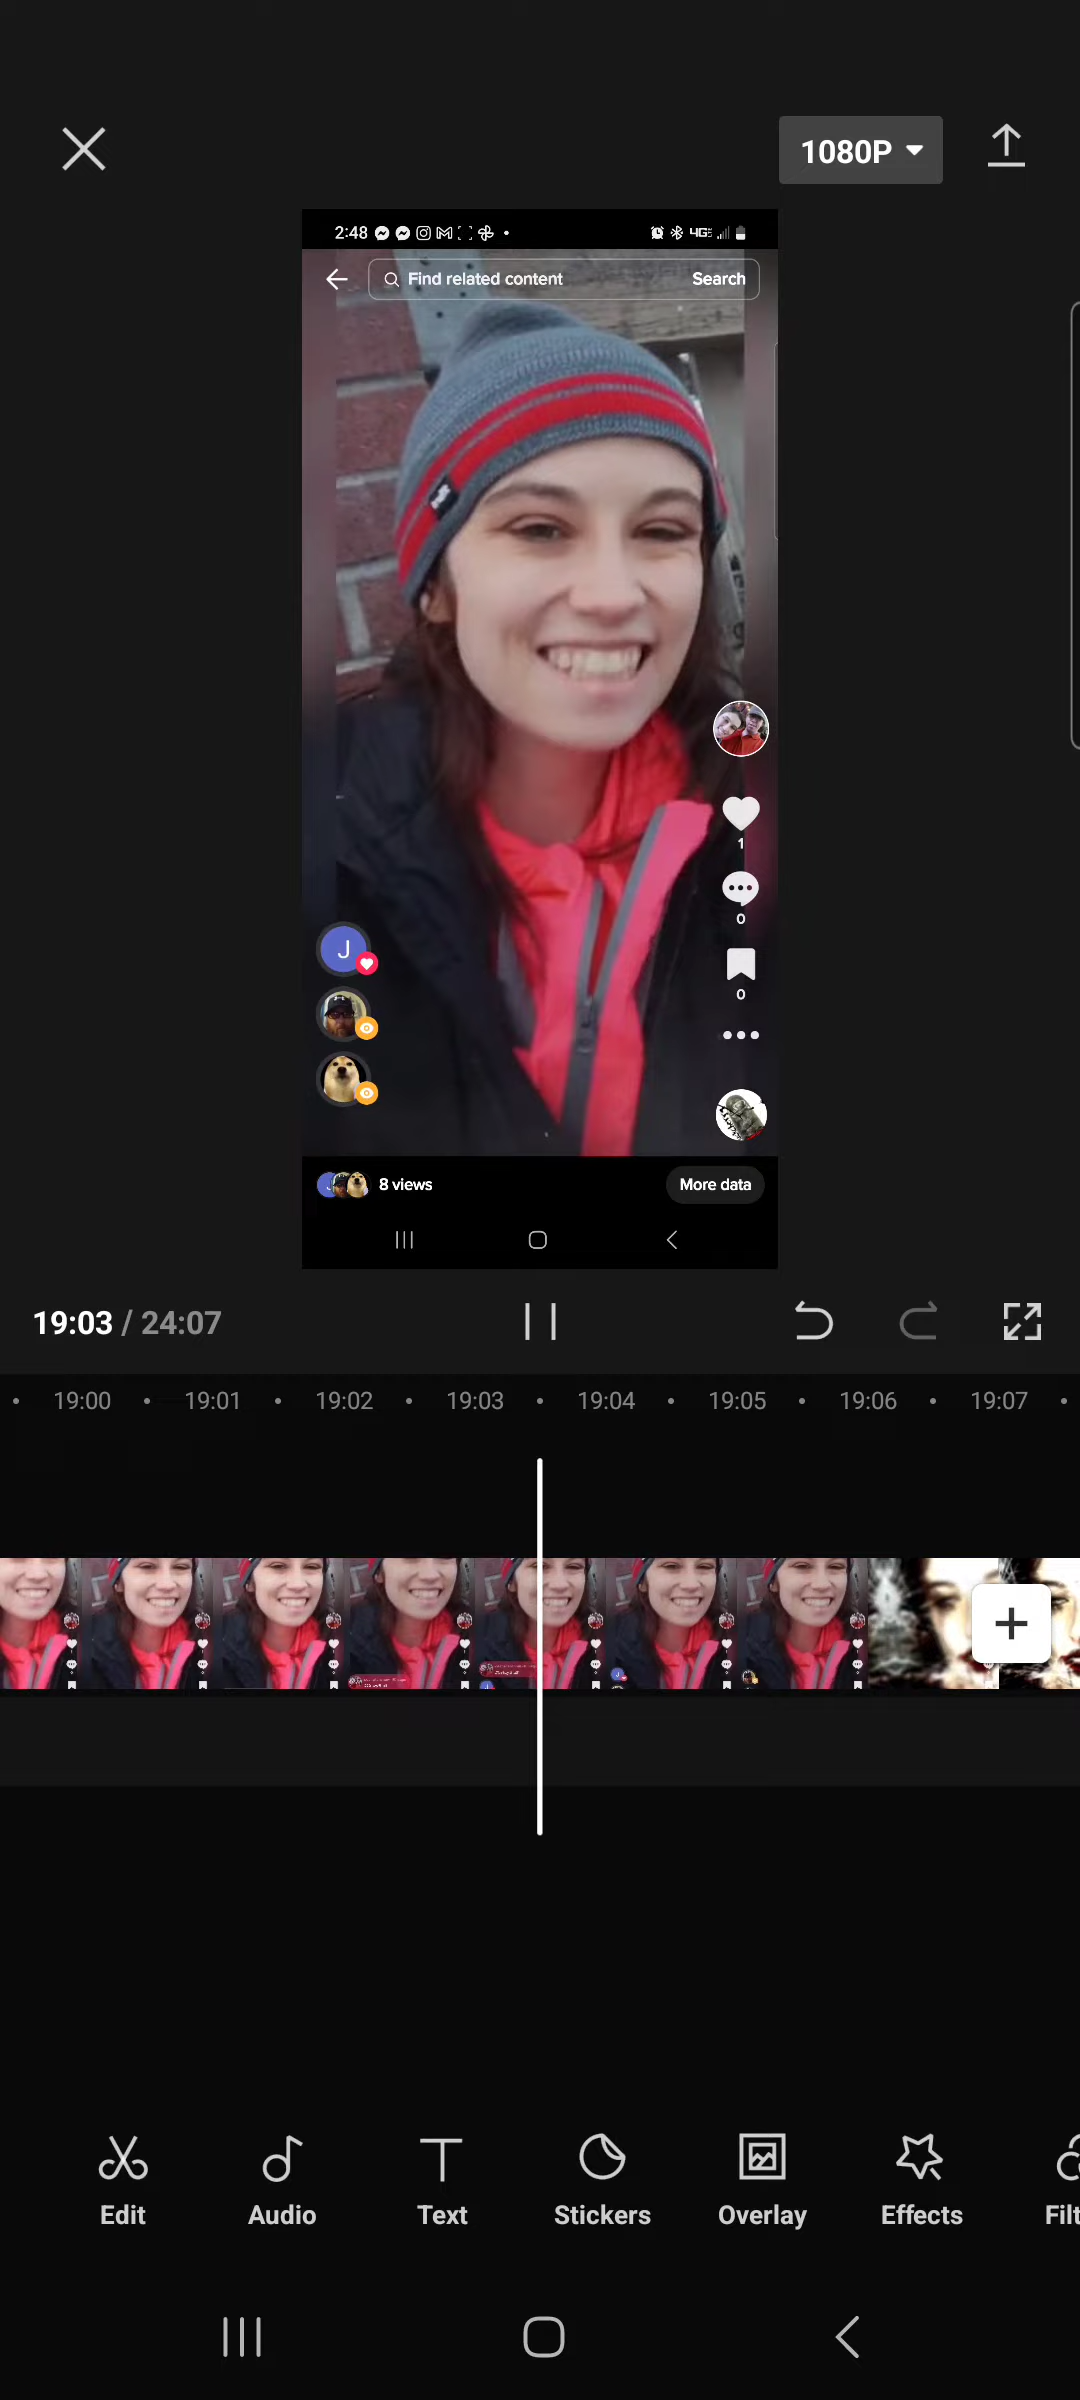 1080P
2:48
4G
Find related content
Search
1
0
0
J
8 views
More data
19:03 / 24:07
19:00 19:01 19:02 19:03 19:04 19:05 19:06 19:07
Edit Audio Text Stickers Overlay Effects Filt